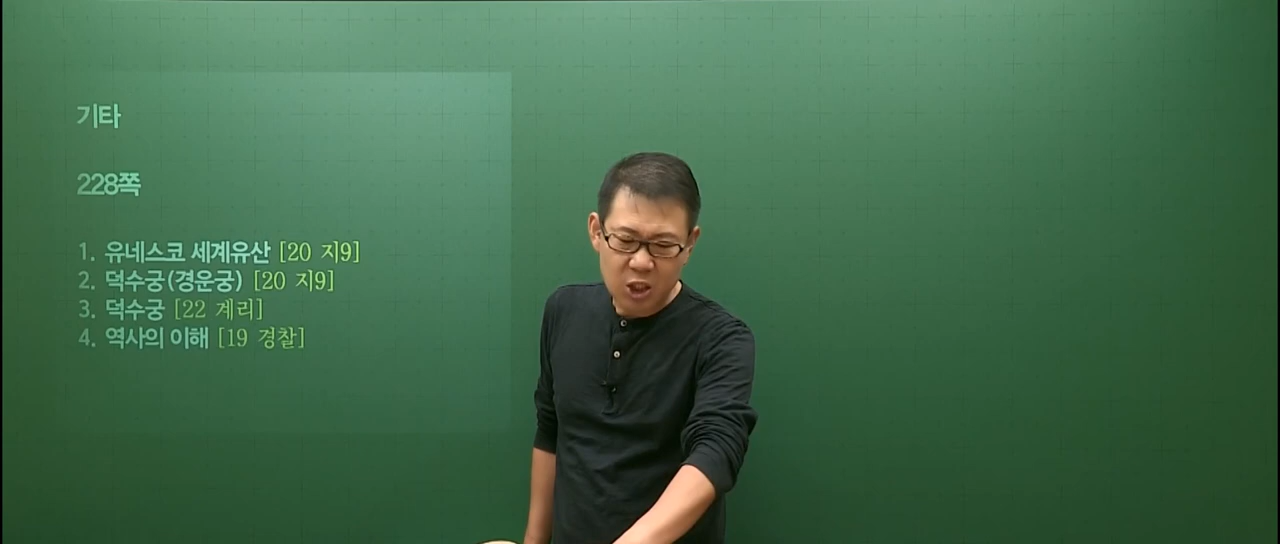 기타
228쪽
1. 유네스코 세계유산 [20 지9]
2. 덕수궁(경운궁) [20 지9]
3. 덕수궁 [22 계리]
4. 역사의 이해 [19 경찰]